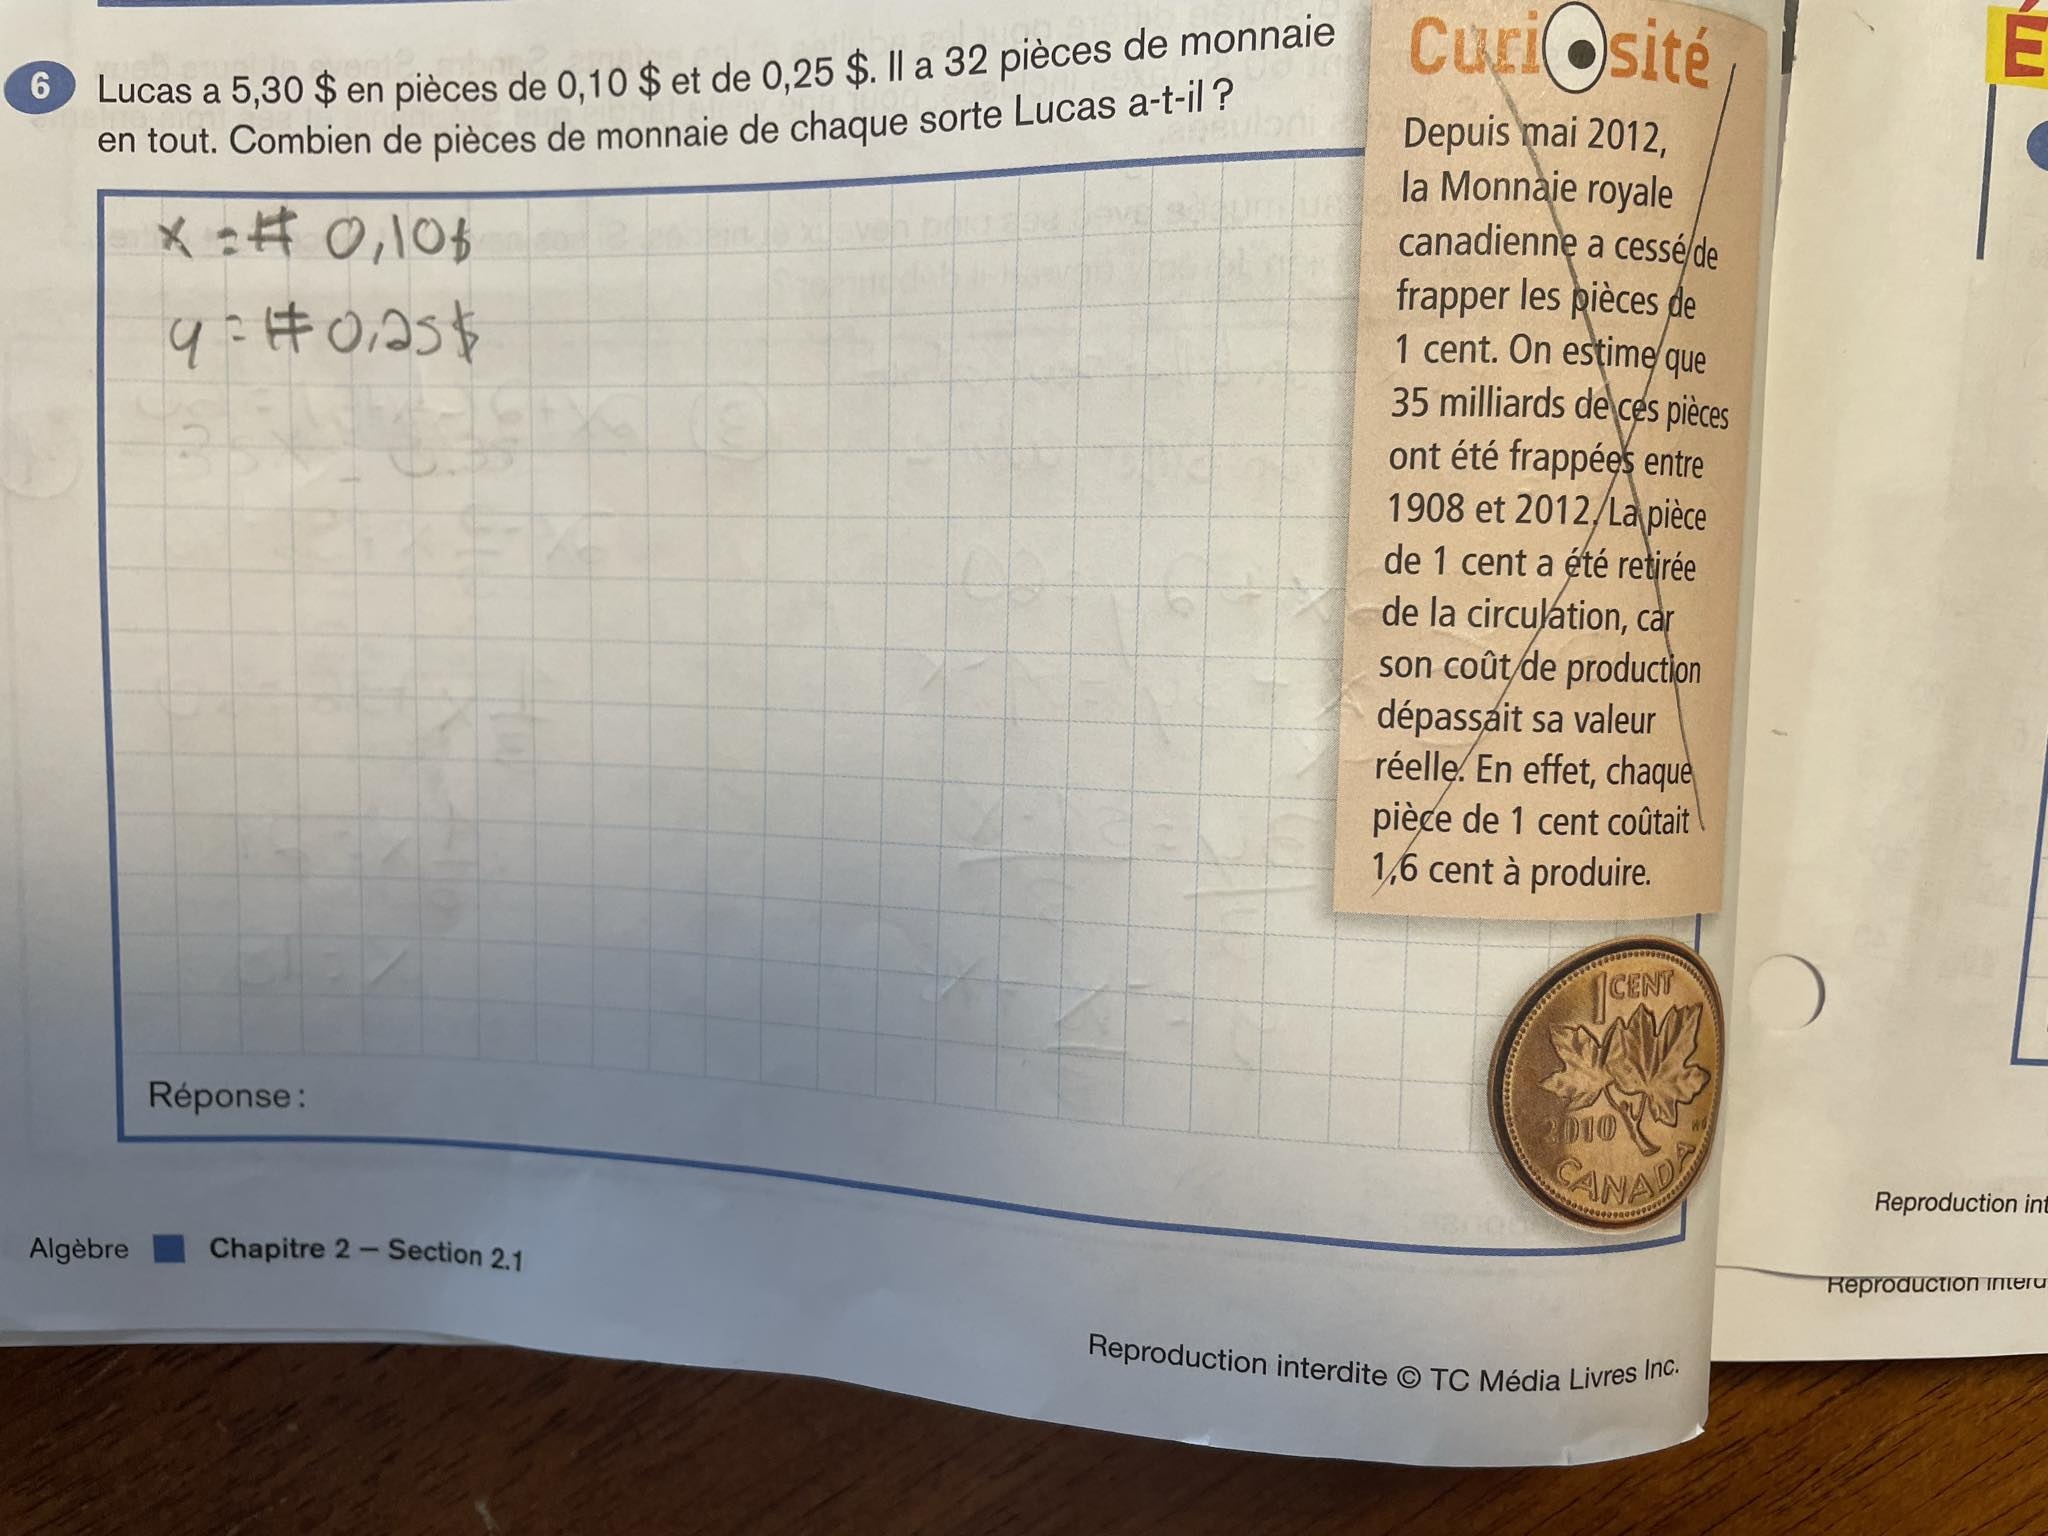 6 Lucas a 5,30 $ en pièces de 0,10 $ et de 0,25 $. Il a 32 pièces de monnaie
en tout. Combien de pièces de monnaie de chaque sorte Lucas a-t-il ?
x = # 0,10$
y = # 0,25$
Réponse :
Curiosité
Depuis mai 2012,
la Monnaie royale
canadienne a cessé de
frapper les pièces de
1 cent. On estime que
35 milliards de ces pièces
ont été frappées entre
1908 et 2012. La pièce
de 1 cent a été retirée
de la circulation, car
son coût de production
dépassait sa valeur
réelle. En effet, chaque
pièce de 1 cent coûtait
1,6 cent à produire.
1 CENT
2010
CANADA
Algèbre Chapitre 2 – Section 2.1
Reproduction interdite © TC Média Livres Inc.
É
Reproduction int
Reproduction interd